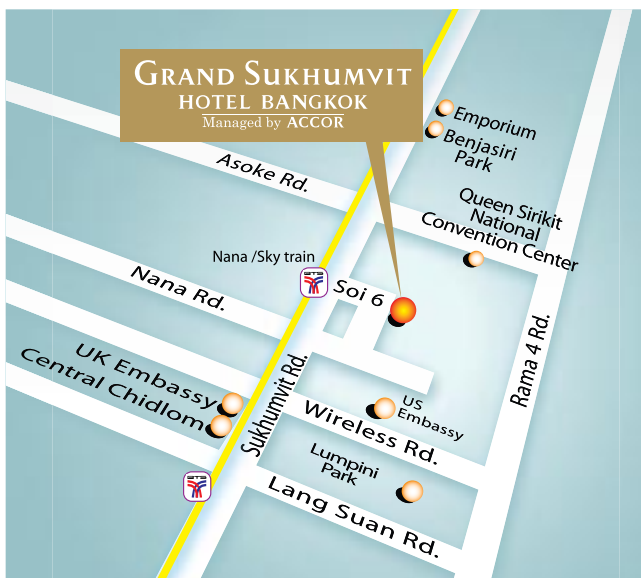 GRAND SUKHUMVIT
HOTEL BANGKOK
Managed by ACCOR
Emporium
Benjasiri
Park
Asoke Rd.
Queen Sirikit
National
Convention Center
Nana /Sky train
BTS
Soi 6
Nana Rd.
Rama 4 Rd.
UK Embassy
Central Chidlom
Sukhumvit Rd.
US
Embassy
Wireless Rd.
Lumpini
Park
BTS
Lang Suan Rd.